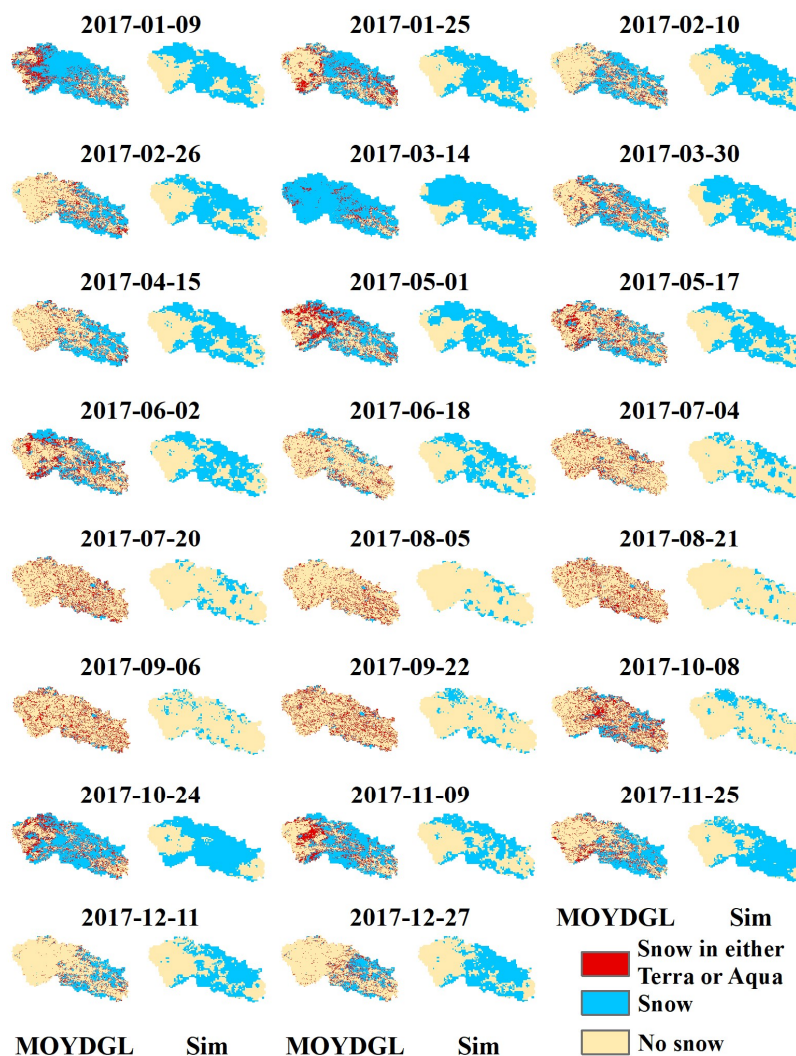 2017-01-09 2017-01-25 2017-02-10
2017-02-26 2017-03-14 2017-03-30
2017-04-15 2017-05-01 2017-05-17
2017-06-02 2017-06-18 2017-07-04
2017-07-20 2017-08-05 2017-08-21
2017-09-06 2017-09-22 2017-10-08
2017-10-24 2017-11-09 2017-11-25
2017-12-11 2017-12-27 MOYDGL Sim
Snow in either
Terra or Aqua
Snow
No snow
MOYDGL Sim MOYDGL Sim